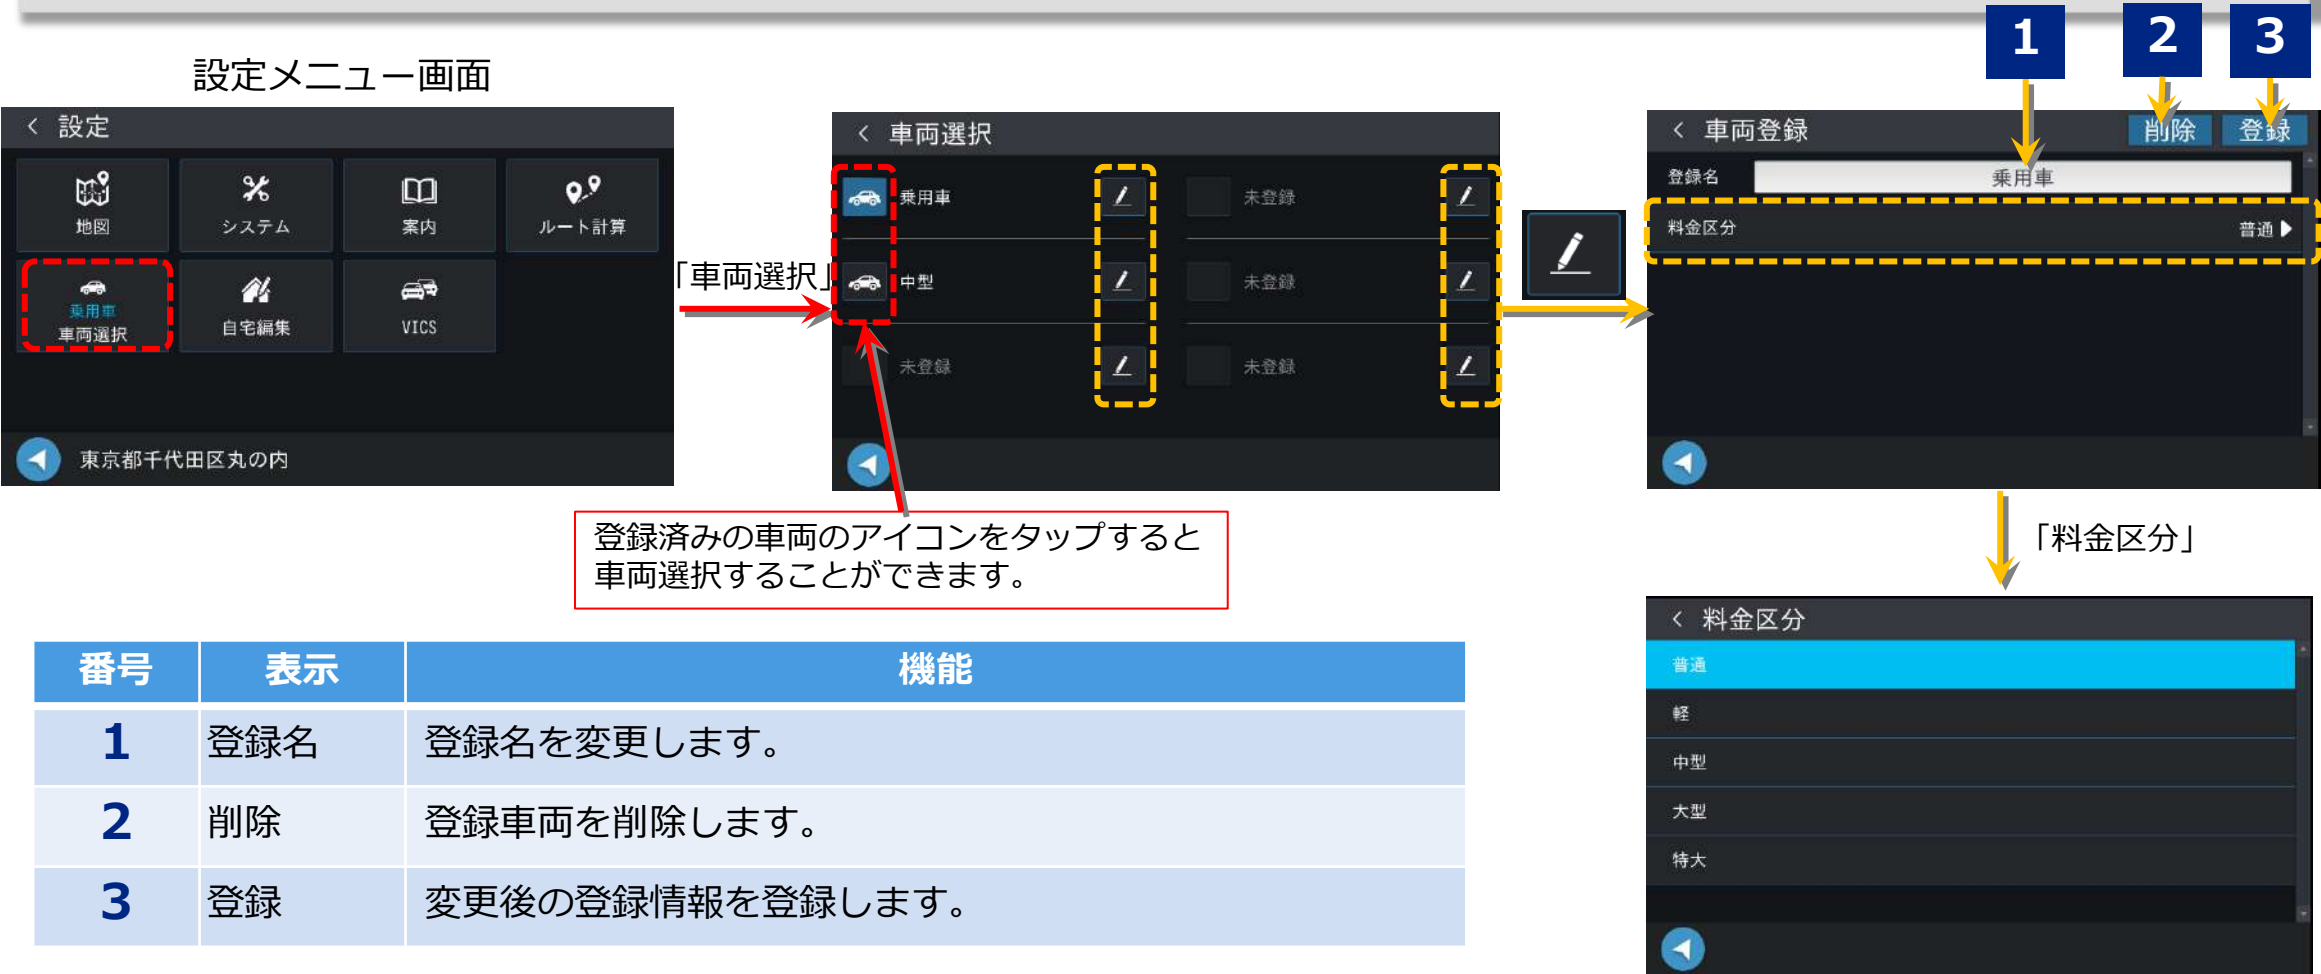 1
2
3
設定メニュー画面
設定
地図
システム
案内
ルート計算
乗用車
車両選択
自宅編集
VICS
東京都千代田区丸の内
「車両選択」
車両選択
乗用車
未登録
中型
未登録
未登録
未登録
登録済みの車両のアイコンをタップすると
車両選択することができます。
車両登録
削除
登録
登録名
乗用車
料金区分
普通
「料金区分」
料金区分
普通
軽
中型
大型
特大
番号 表示 機能
1 登録名 登録名を変更します。
2 削除 登録車両を削除します。
3 登録 変更後の登録情報を登録します。